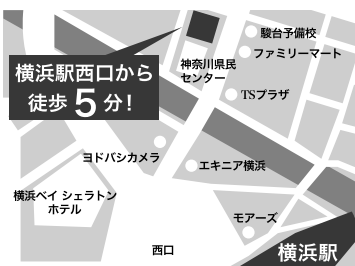 駿台予備校
ファミリーマート
神奈川県民
センター
横浜駅西口から
徒歩5分!
TSプラザ
ヨドバシカメラ
エキニア横浜
横浜ベイ シェラトン
ホテル
モアーズ
西口
横浜駅